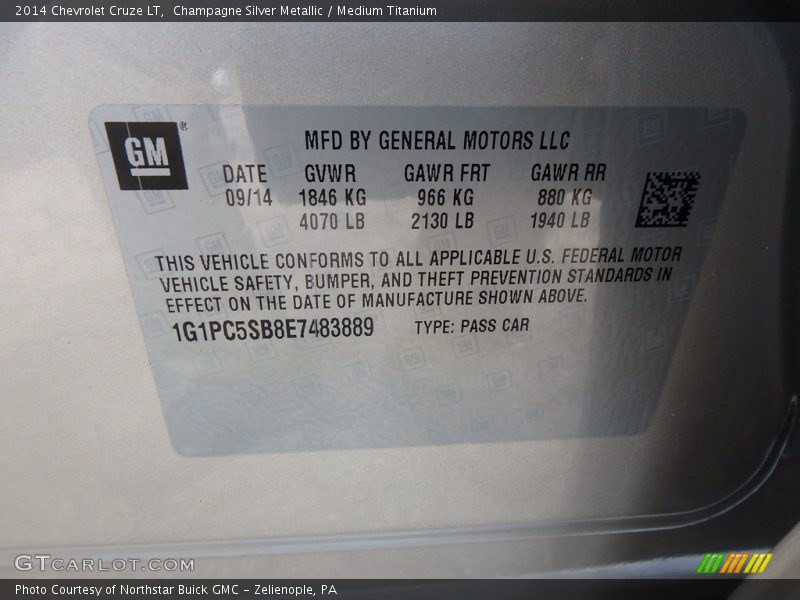 2014 Chevrolet Cruze LT,  Champagne Silver Metallic / Medium Titanium
GM®
MFD BY GENERAL MOTORS LLC
DATE GVWR GAWR FRT GAWR RR
09/14 1846 KG 966 KG 880 KG
4070 LB 2130 LB 1940 LB
THIS VEHICLE CONFORMS TO ALL APPLICABLE U.S. FEDERAL MOTOR
VEHICLE SAFETY, BUMPER, AND THEFT PREVENTION STANDARDS IN
EFFECT ON THE DATE OF MANUFACTURE SHOWN ABOVE.
1G1PC5SB8E7483889 TYPE: PASS CAR
GTCARLOT.COM
Photo Courtesy of Northstar Buick GMC – Zelienople, PA